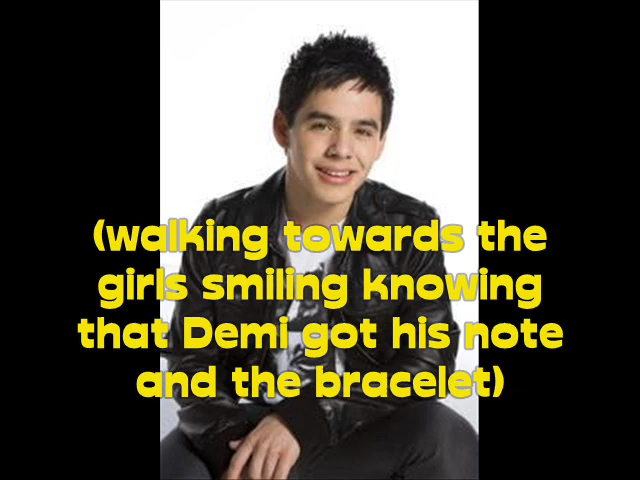 (walking towards the
girls smiling knowing
that Demi got his note
and the bracelet)